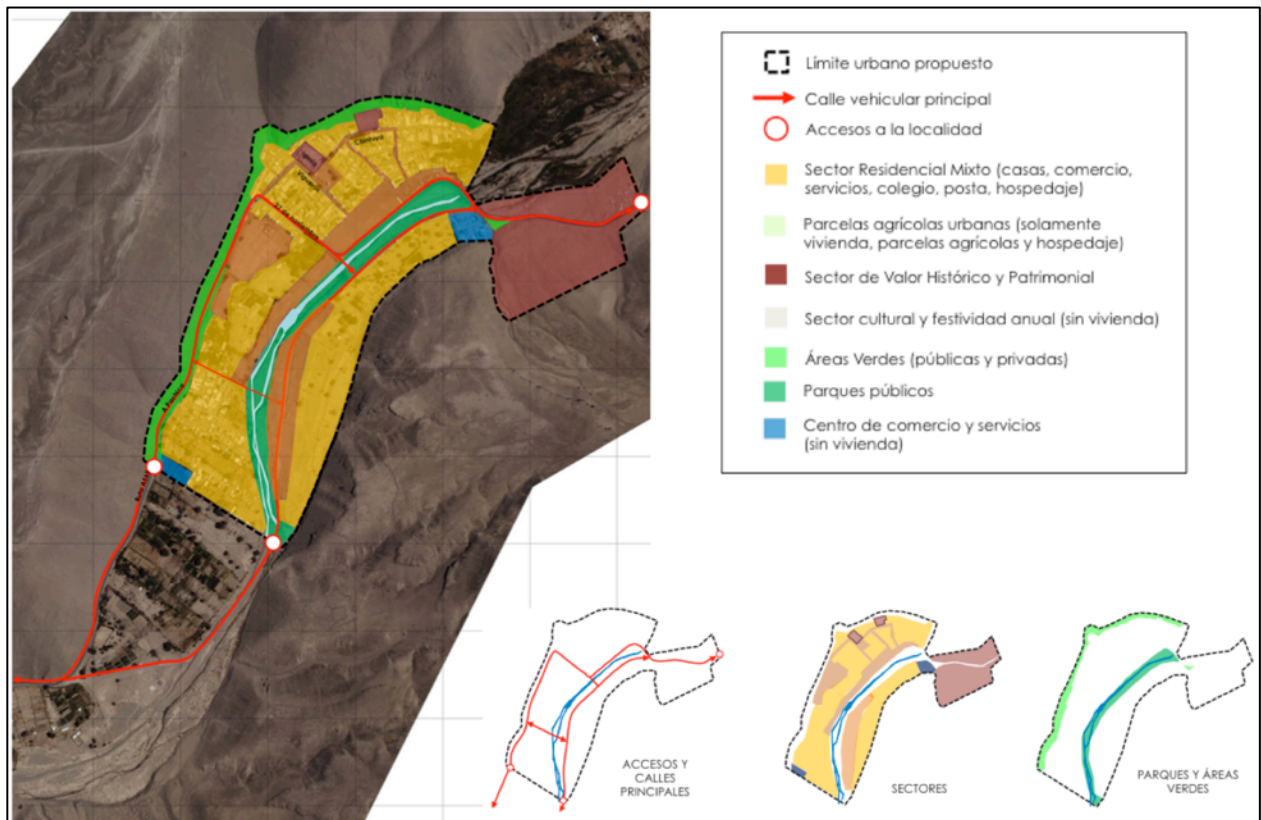 Límite urbano propuesto
Calle vehicular principal
Accesos a la localidad
Sector Residencial Mixto (casas, comercio,
servicios, colegio, posta, hospedaje)
Parcelas agrícolas urbanas (solamente
vivienda, parcelas agrícolas y hospedaje)
Sector de Valor Histórico y Patrimonial
Sector cultural y festividad anual (sin vivienda)
Áreas Verdes (públicas y privadas)
Parques públicos
Centro de comercio y servicios
(sin vivienda)
ACCESOS Y
CALLES
PRINCIPALES
SECTORES
PARQUES Y ÁREAS
VERDES